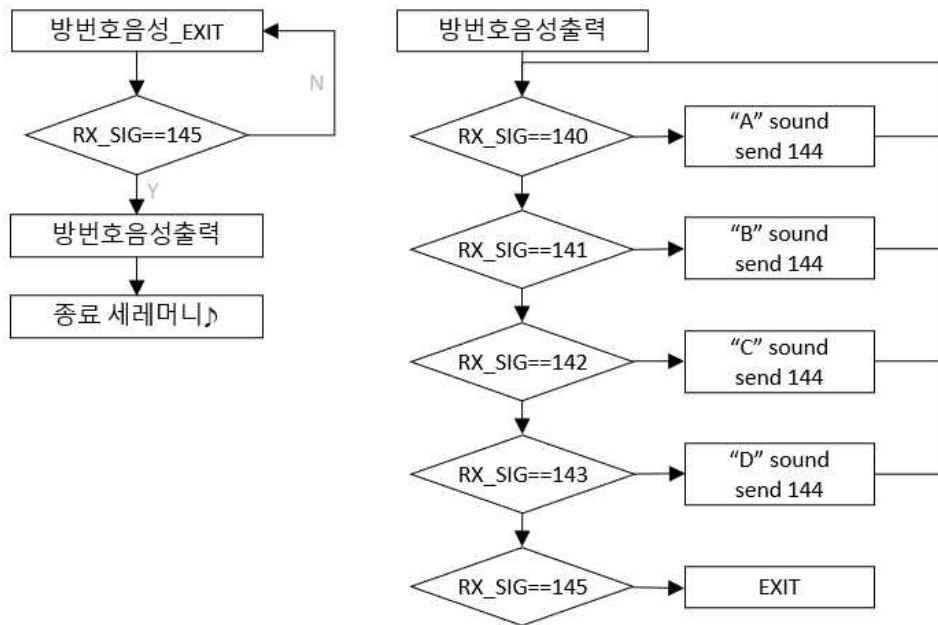 방번호음성_EXIT
N
RX_SIG==145
Y
방번호음성출력
종료 세레머니♪
방번호음성출력
RX_SIG==140
“A” sound
send 144
RX_SIG==141
“B” sound
send 144
RX_SIG==142
“C” sound
send 144
RX_SIG==143
“D” sound
send 144
RX_SIG==145
EXIT